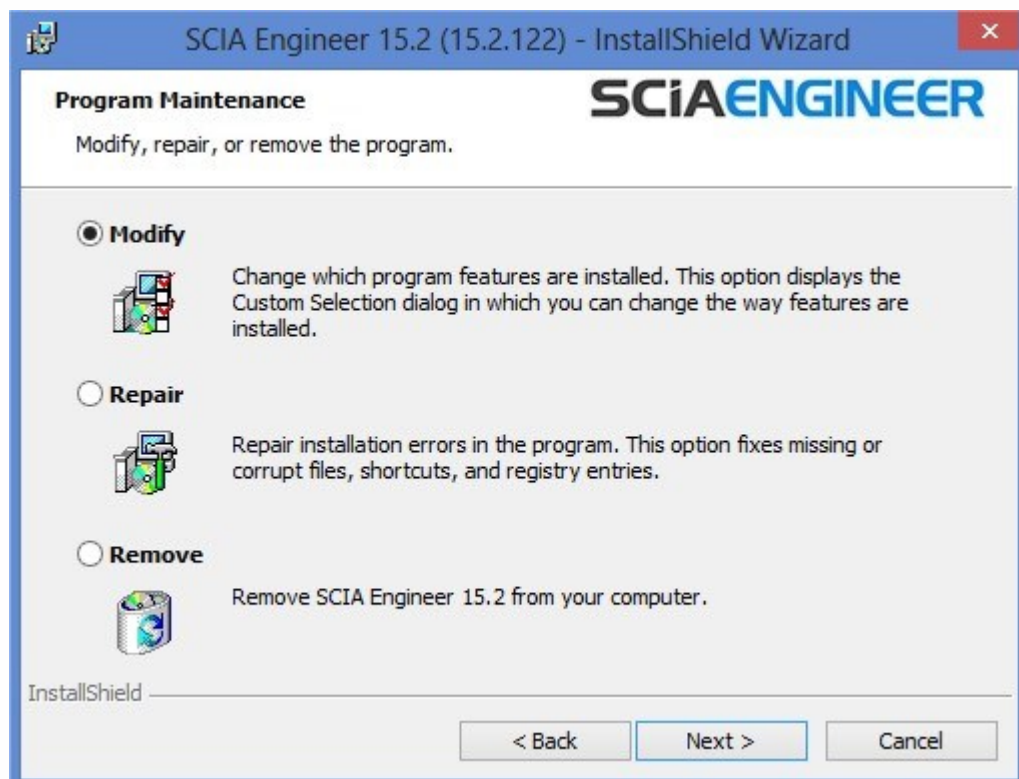 SCIA Engineer 15.2 (15.2.122) - InstallShield Wizard
Program Maintenance
SCiAENGINEER
Modify, repair, or remove the program.
Modify
Change which program features are installed. This option displays the
Custom Selection dialog in which you can change the way features are
installed.
Repair
Repair installation errors in the program. This option fixes missing or
corrupt files, shortcuts, and registry entries.
Remove
Remove SCIA Engineer 15.2 from your computer.
InstallShield
< Back Next > Cancel